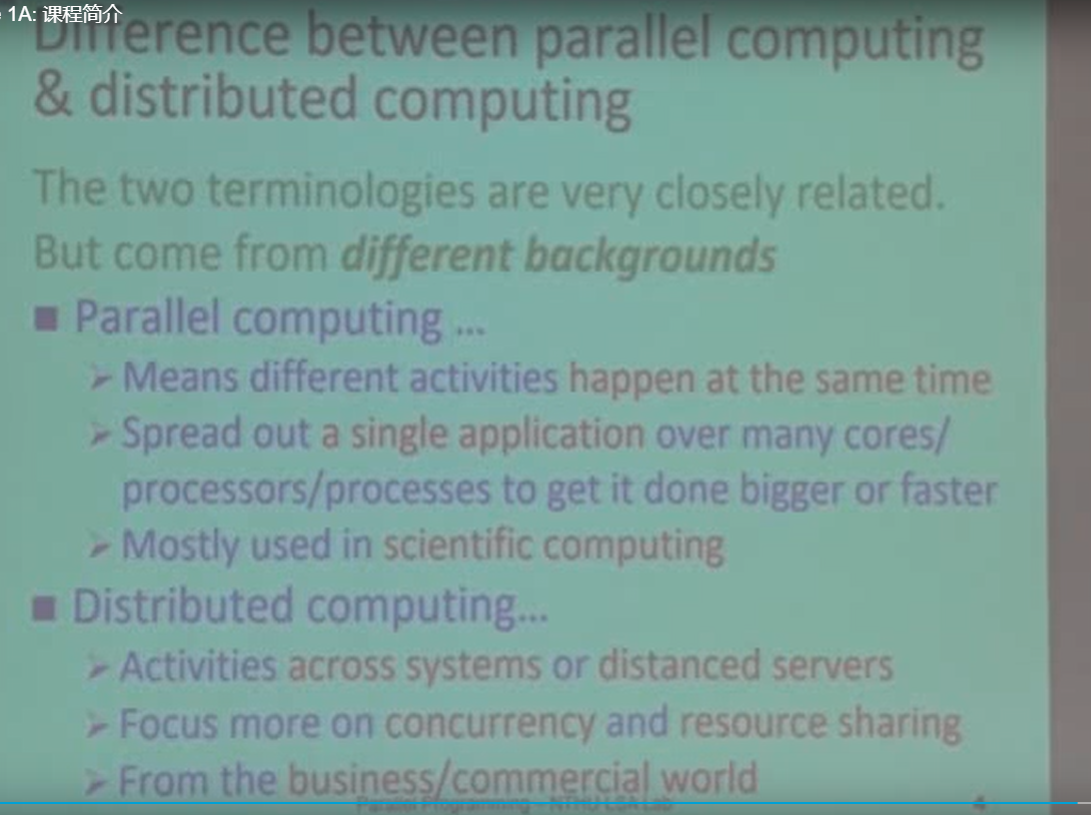 1A: 课程简介
Difference between parallel computing
& distributed computing
The two terminologies are very closely related.
But come from different backgrounds
■ Parallel computing ...
➢ Means different activities happen at the same time
➢ Spread out a single application over many cores/
processors/processes to get it done bigger or faster
➢ Mostly used in scientific computing
■ Distributed computing...
➢ Activities across systems or distanced servers
➢ Focus more on concurrency and resource sharing
➢ From the business/commercial world
Parallel Programming – NTHU LSA Lab
4